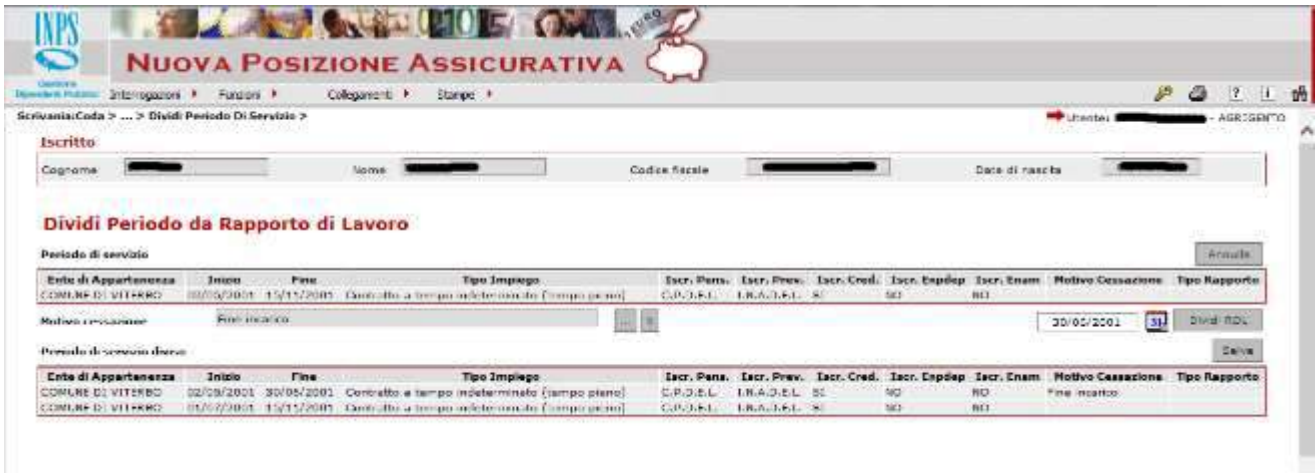 INPS
NUOVA POSIZIONE ASSICURATIVA
Gestione
Dipendenti Pubblici Interrogazioni Funzioni Collegamenti Stampe ? i
Scrivania:Coda > ... > Dividi Periodo Di Servizio > Utente: - AGRIGENTO
Iscritto
Cognome Nome Codice fiscale Data di nascita
Dividi Periodo da Rapporto di Lavoro
Periodo di servizio Annulla
Ente di Appartenenza Inizio Fine Tipo Impiego Iscr. Pens. Iscr. Prev. Iscr. Cred. Iscr. Enpdep Iscr. Enam Motivo Cessazione Tipo Rapporto
COMUNE DI VITERBO 15/11/2001 Contratto a tempo indeterminato (tempo pieno) C.P.D.E.L. I.N.A.D.E.L. SI NO NO
Motivo cessazione Fine incarico ... 30/06/2001 31 Dividi RDL
Periodo di servizio diviso Salva
Ente di Appartenenza Inizio Fine Tipo Impiego Iscr. Pens. Iscr. Prev. Iscr. Cred. Iscr. Enpdep Iscr. Enam Motivo Cessazione Tipo Rapporto
COMUNE DI VITERBO 30/06/2001 Contratto a tempo indeterminato (tempo pieno) C.P.D.E.L. I.N.A.D.E.L. SI NO NO Fine incarico
COMUNE DI VITERBO 01/07/2001 15/11/2001 Contratto a tempo indeterminato (tempo pieno) C.P.D.E.L. I.N.A.D.E.L. SI NO NO